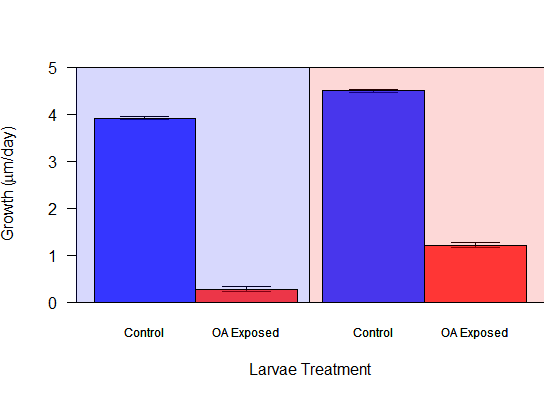 Growth (μm/day)
5
4
3
2
1
0
Control OA Exposed Control OA Exposed
Larvae Treatment